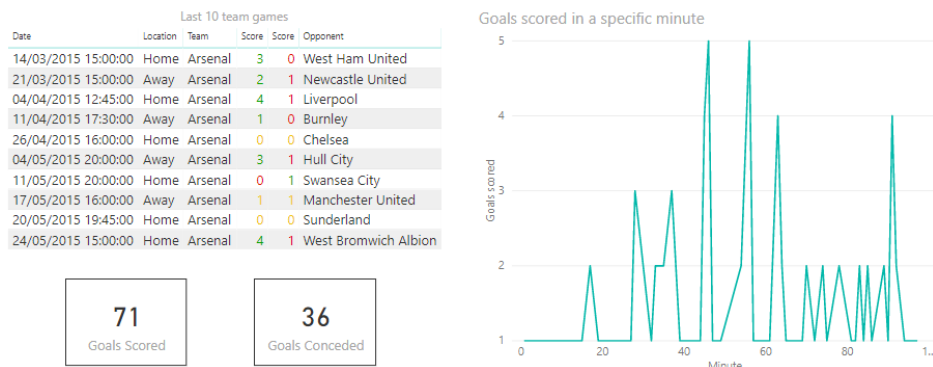 Last 10 team games
Date Location Team Score Score Opponent
14/03/2015 15:00:00 Home Arsenal 3 0 West Ham United
21/03/2015 15:00:00 Away Arsenal 2 1 Newcastle United
04/04/2015 12:45:00 Home Arsenal 4 1 Liverpool
11/04/2015 17:30:00 Away Arsenal 1 0 Burnley
26/04/2015 16:00:00 Home Arsenal 0 0 Chelsea
04/05/2015 20:00:00 Away Arsenal 3 1 Hull City
11/05/2015 20:00:00 Home Arsenal 0 1 Swansea City
17/05/2015 16:00:00 Away Arsenal 1 1 Manchester United
20/05/2015 19:45:00 Home Arsenal 0 0 Sunderland
24/05/2015 15:00:00 Home Arsenal 4 1 West Bromwich Albion
71
Goals Scored
36
Goals Conceded
Goals scored in a specific minute
Goals scored
5
4
3
2
1
0 20 40 60 80 1...
Minute